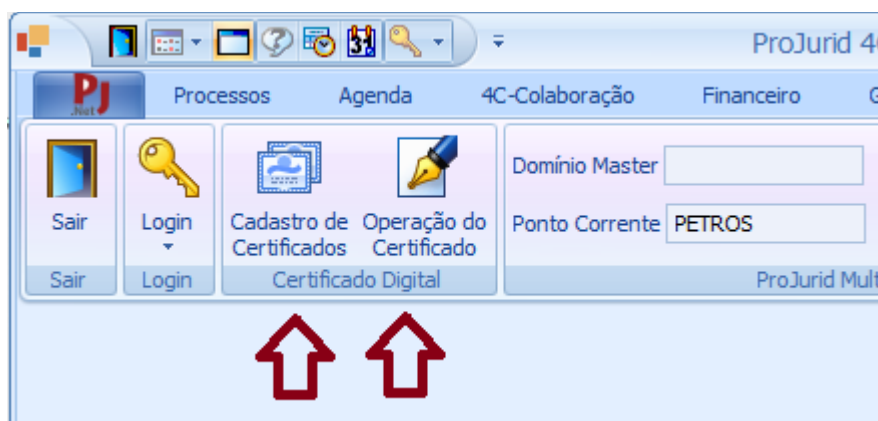 ProJurid 4
PJ
.Net
Processos Agenda 4C-Colaboração Financeiro
Sair
Login
Cadastro de
Certificados
Operação do
Certificado
Domínio Master
Ponto Corrente PETROS
Sair Login Certificado Digital ProJurid Mult